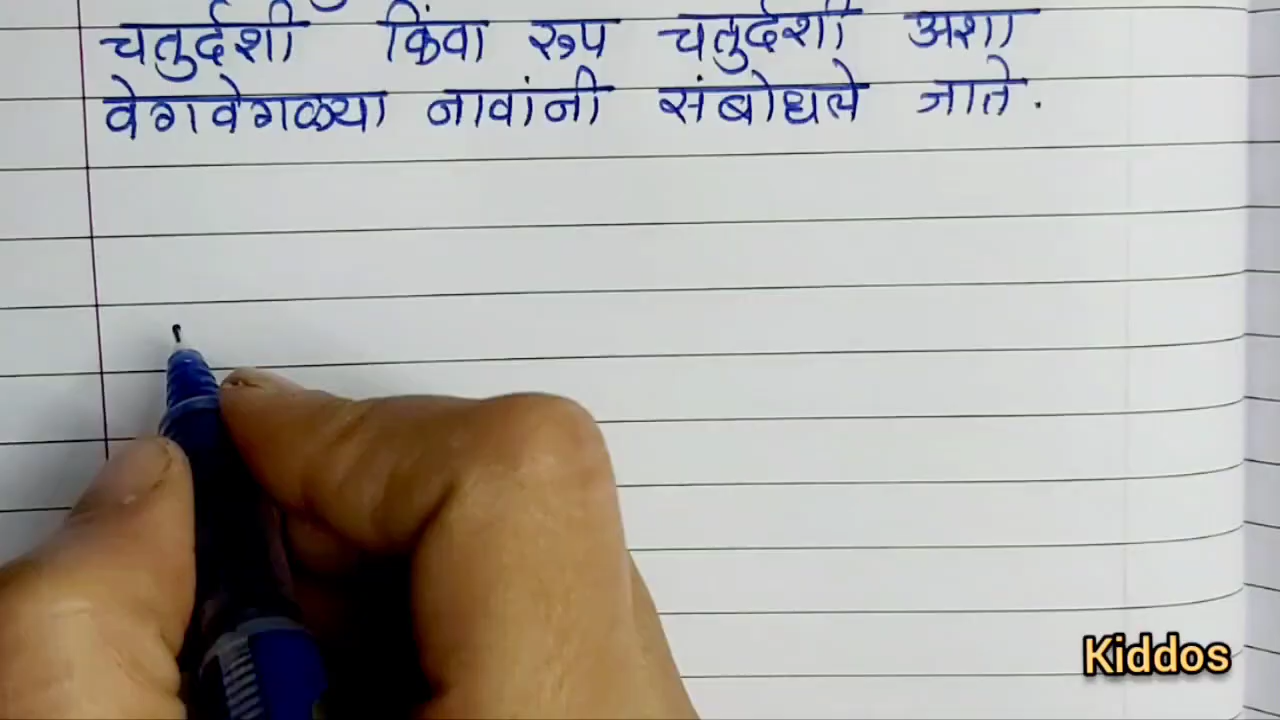 चतुर्दशी किंवा रूप चतुर्दशी अशा
वेगवेगळ्या नावांनी संबोधले जाते.
Kiddos